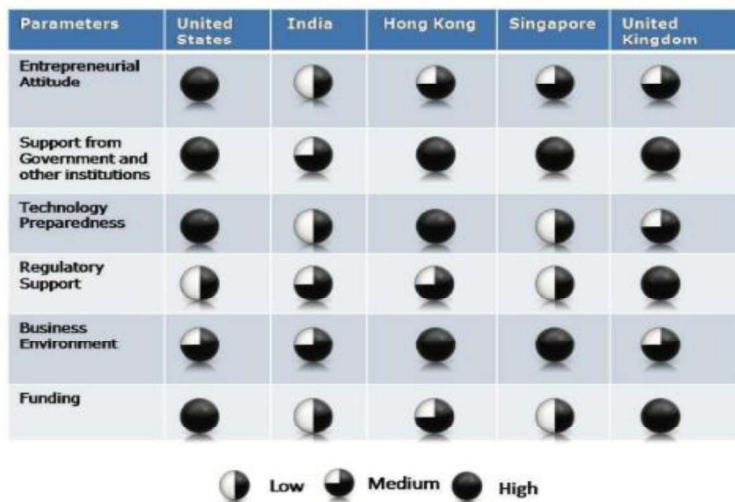 Parameters United States India Hong Kong Singapore United Kingdom
Entrepreneurial
Attitude
Support from
Government and
other institutions
Technology
Preparedness
Regulatory
Support
Business
Environment
Funding
Low Medium High